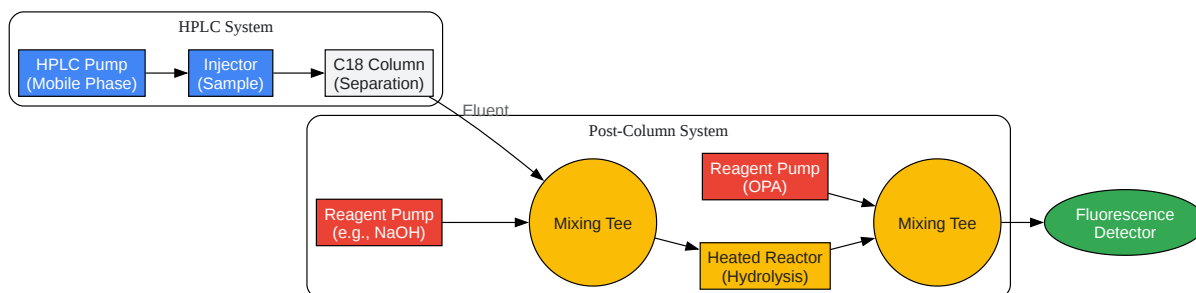 HPLC System
HPLC Pump
(Mobile Phase)
Injector
(Sample)
C18 Column
(Separation)
Eluent
Post-Column System
Reagent Pump
(e.g., NaOH)
Mixing Tee
Reagent Pump
(OPA)
Heated Reactor
(Hydrolysis)
Mixing Tee
Fluorescence
Detector